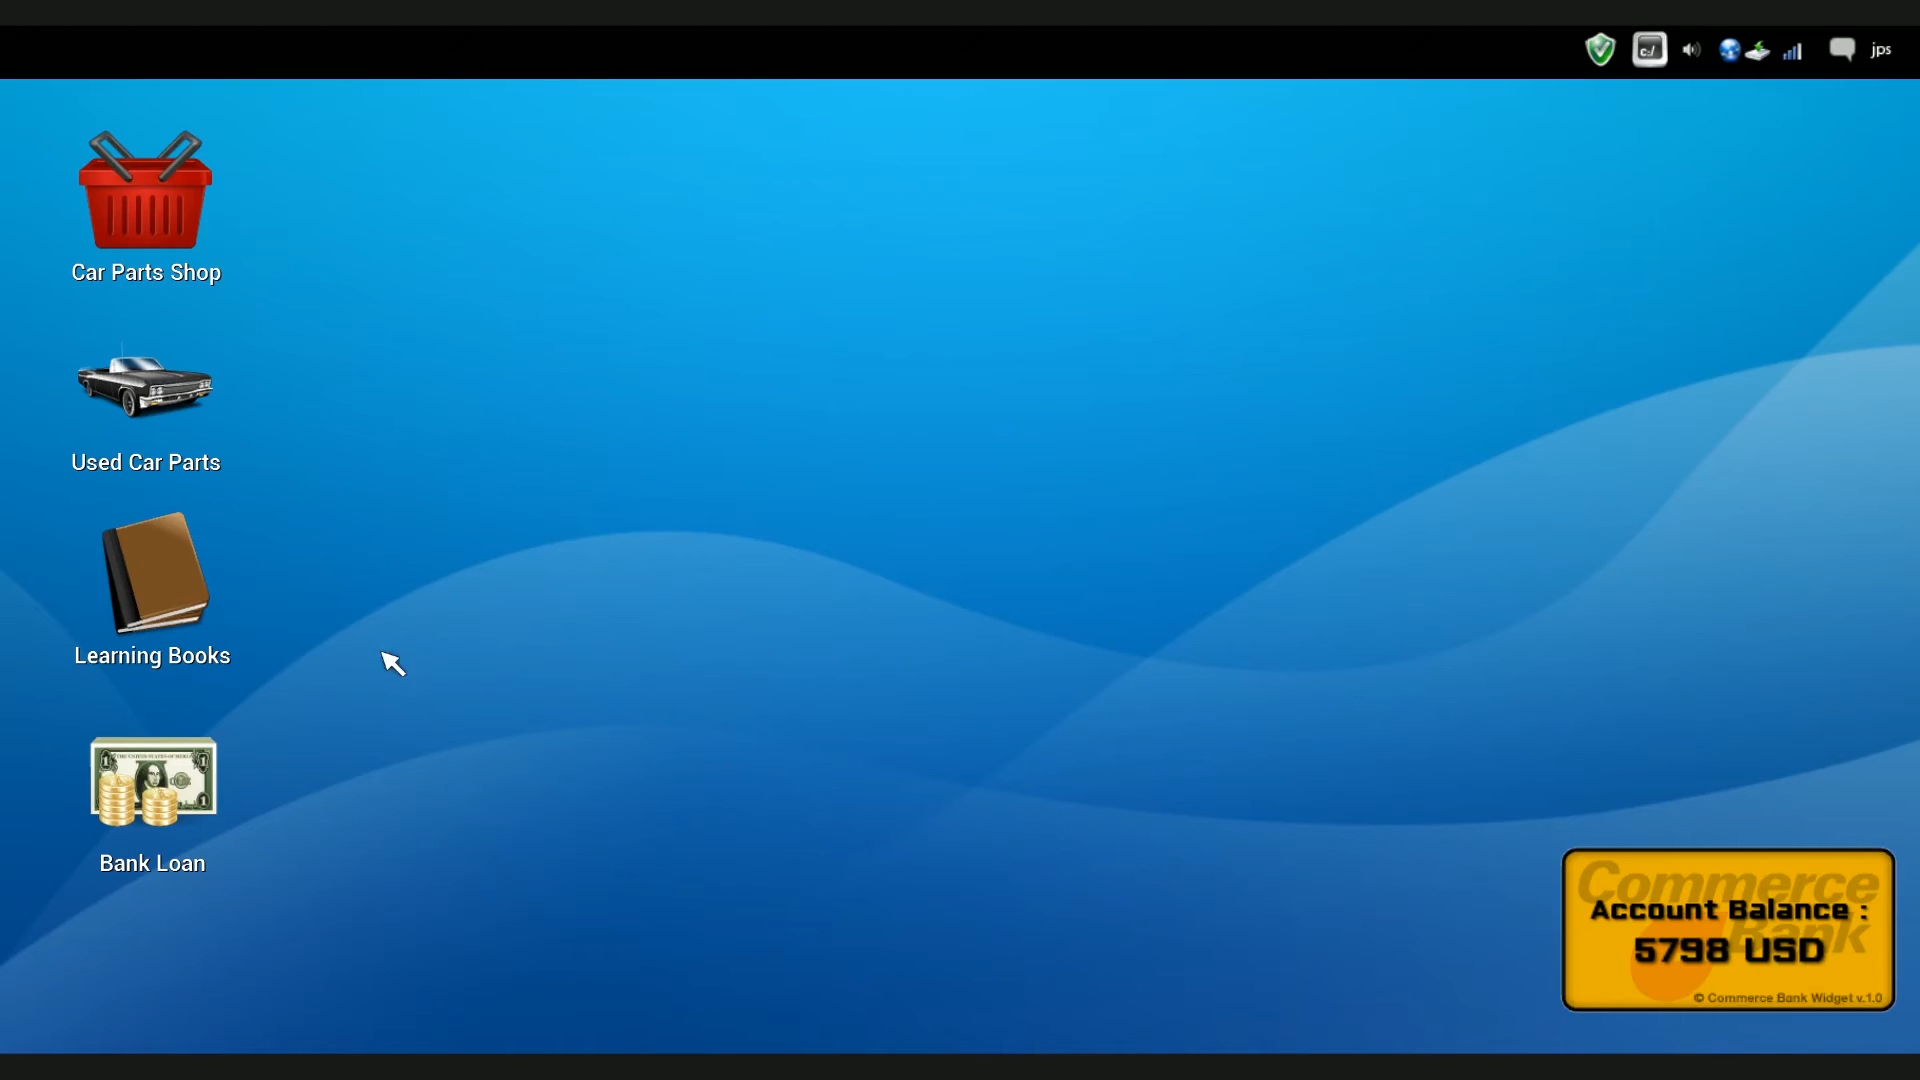 c:/
jps
Car Parts Shop
Used Car Parts
Learning Books
Bank Loan
Commerce Bank
Account Balance :
5798 USD
© Commerce Bank Widget v.1.0